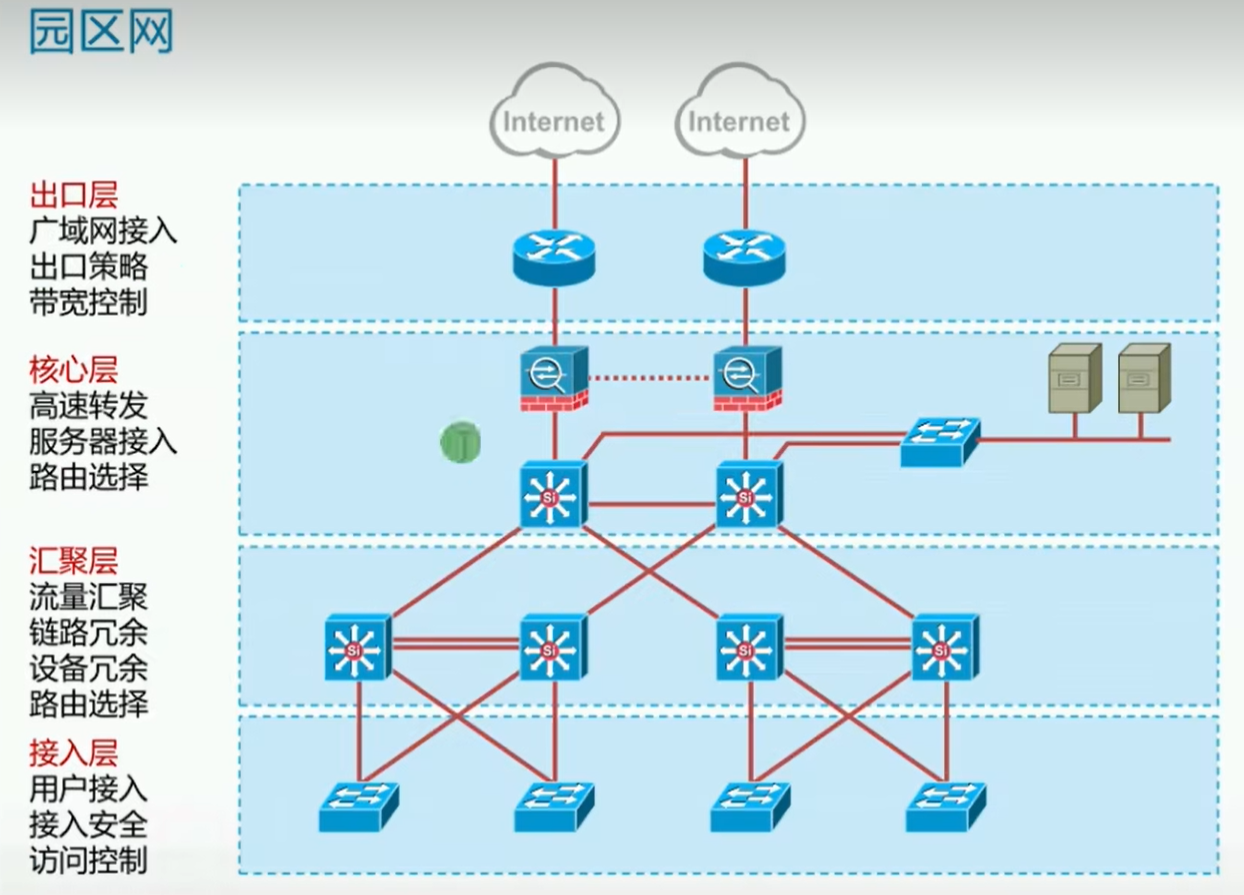 园区网
Internet
Internet
出口层
广域网接入
出口策略
带宽控制
核心层
高速转发
服务器接入
路由选择
Si
Si
汇聚层
流量汇聚
链路冗余
设备冗余
路由选择
Si
Si
Si
Si
接入层
用户接入
接入安全
访问控制